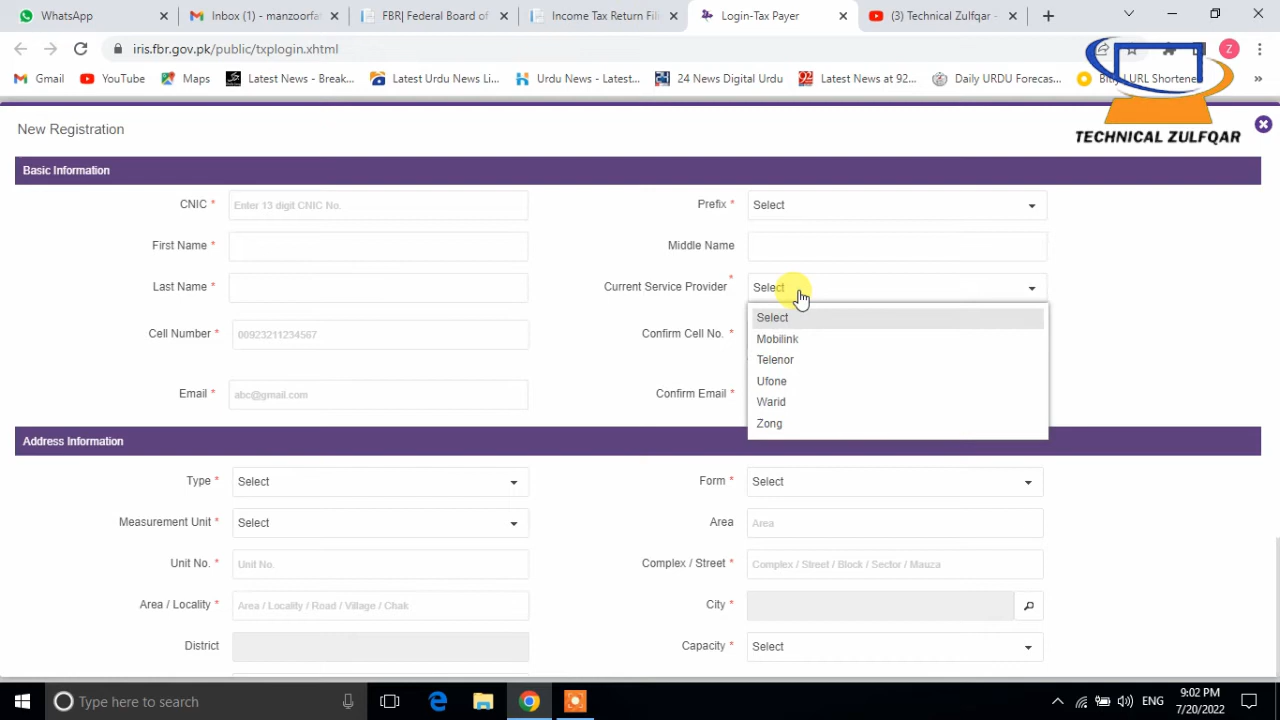 WhatsApp
Inbox (1) - manzoorfa
FBR| Federal Board of
Income Tax Return Fili
Login-Tax Payer
(3) Technical Zulfqar -
iris.fbr.gov.pk/public/txplogin.xhtml
Z
Gmail
YouTube
Maps
Latest News - Break...
Latest Urdu News Li...
Urdu News - Latest...
24 News Digital Urdu
Latest News at 92...
Daily URDU Forecas...
Bitly URL Shortene
TECHNICAL ZULFQAR
New Registration
Basic Information
CNIC * Enter 13 digit CNIC No.
Prefix * Select
First Name *
Middle Name
Last Name *
Current Service Provider * Select
Select
Mobilink
Telenor
Ufone
Warid
Zong
Cell Number * 00923211234567
Confirm Cell No. *
Email * abc@gmail.com
Confirm Email *
Address Information
Type * Select
Form * Select
Measurement Unit * Select
Area Area
Unit No. * Unit No.
Complex / Street * Complex / Street / Block / Sector / Mauza
Area / Locality * Area / Locality / Road / Village / Chak
City *
District
Capacity * Select
Type here to search
ENG
9:02 PM
7/20/2022